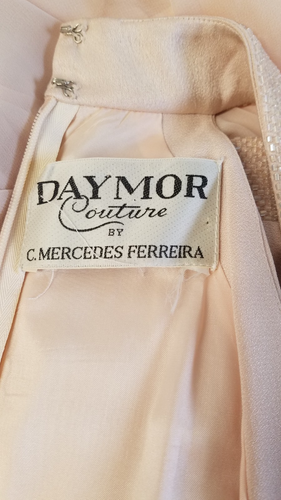 DAYMOR
Couture
BY
C. MERCEDES FERREIRA